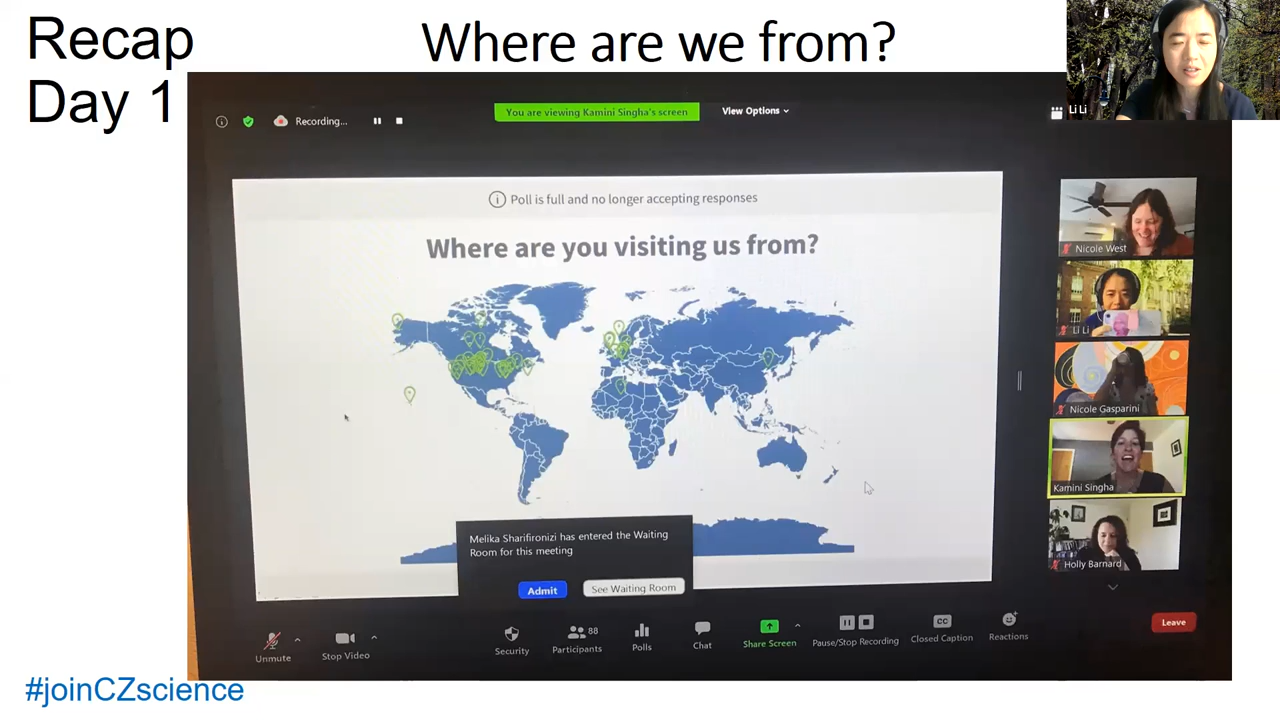 Recap
Day 1
Where are we from?
Li Li
Recording...
You are viewing Kamini Singha's screen
View Options
Poll is full and no longer accepting responses
Where are you visiting us from?
Nicole West
Li Li
Nicole Gasparini
Kamini Singha
Holly Barnard
Melika Sharifironizi has entered the Waiting
Room for this meeting
Admit
See Waiting Room
Unmute
Stop Video
Security
88
Participants
Polls
Chat
Share Screen
Pause/Stop Recording
CC
Closed Caption
Reactions
Leave
#joinCZscience